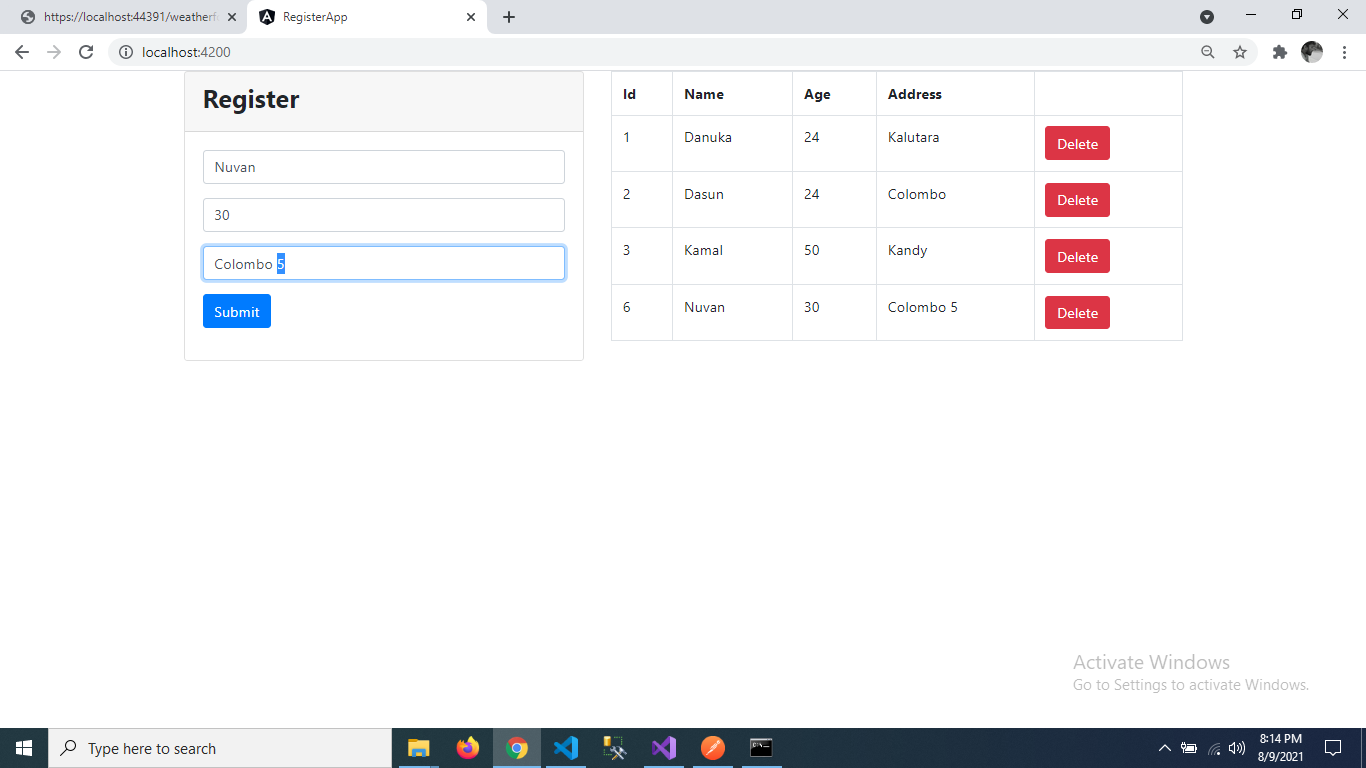 https://localhost:44391/weatherf
RegisterApp
localhost:4200
Register
Nuvan
30
Colombo 5
Submit
Id Name Age Address
1 Danuka 24 Kalutara Delete
2 Dasun 24 Colombo Delete
3 Kamal 50 Kandy Delete
6 Nuvan 30 Colombo 5 Delete
Activate Windows
Go to Settings to activate Windows.
Type here to search
8:14 PM
8/9/2021